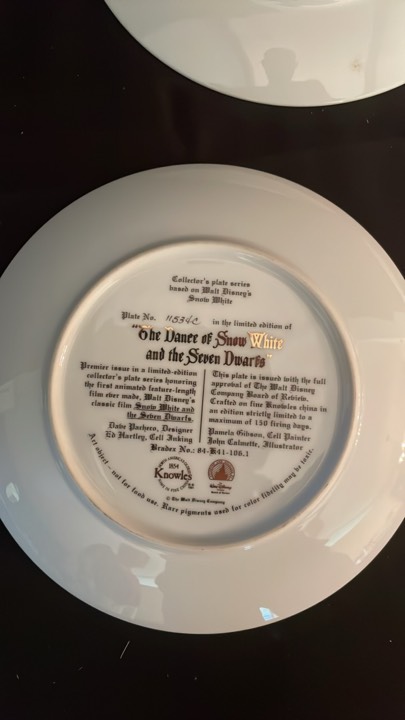 Collector's plate series
based on Walt Disney's
Snow White
Plate No. 11534C in the limited edition of
"The Dance of Snow White
and the Seven Dwarfs"
Premier issue in a limited-edition
collector's plate series honoring
the first animated feature-length
film ever made, Walt Disney's
classic film Snow White and
the Seven Dwarfs.
Dave Pacheco, Designer
Ed Hartley, Cell Inking
This plate is issued with the full
approval of The Walt Disney
Company Board of Review.
Crafted on fine Knowles china in
an edition strictly limited to a
maximum of 150 firing days.
Pamela Gibson, Cell Painter
John Calmette, Illustrator
Bradex No.: 84-K41-106.1
1854
Knowles
© The Walt Disney Company
Art object – not for food use. Rare pigments used for color fidelity may be toxic.